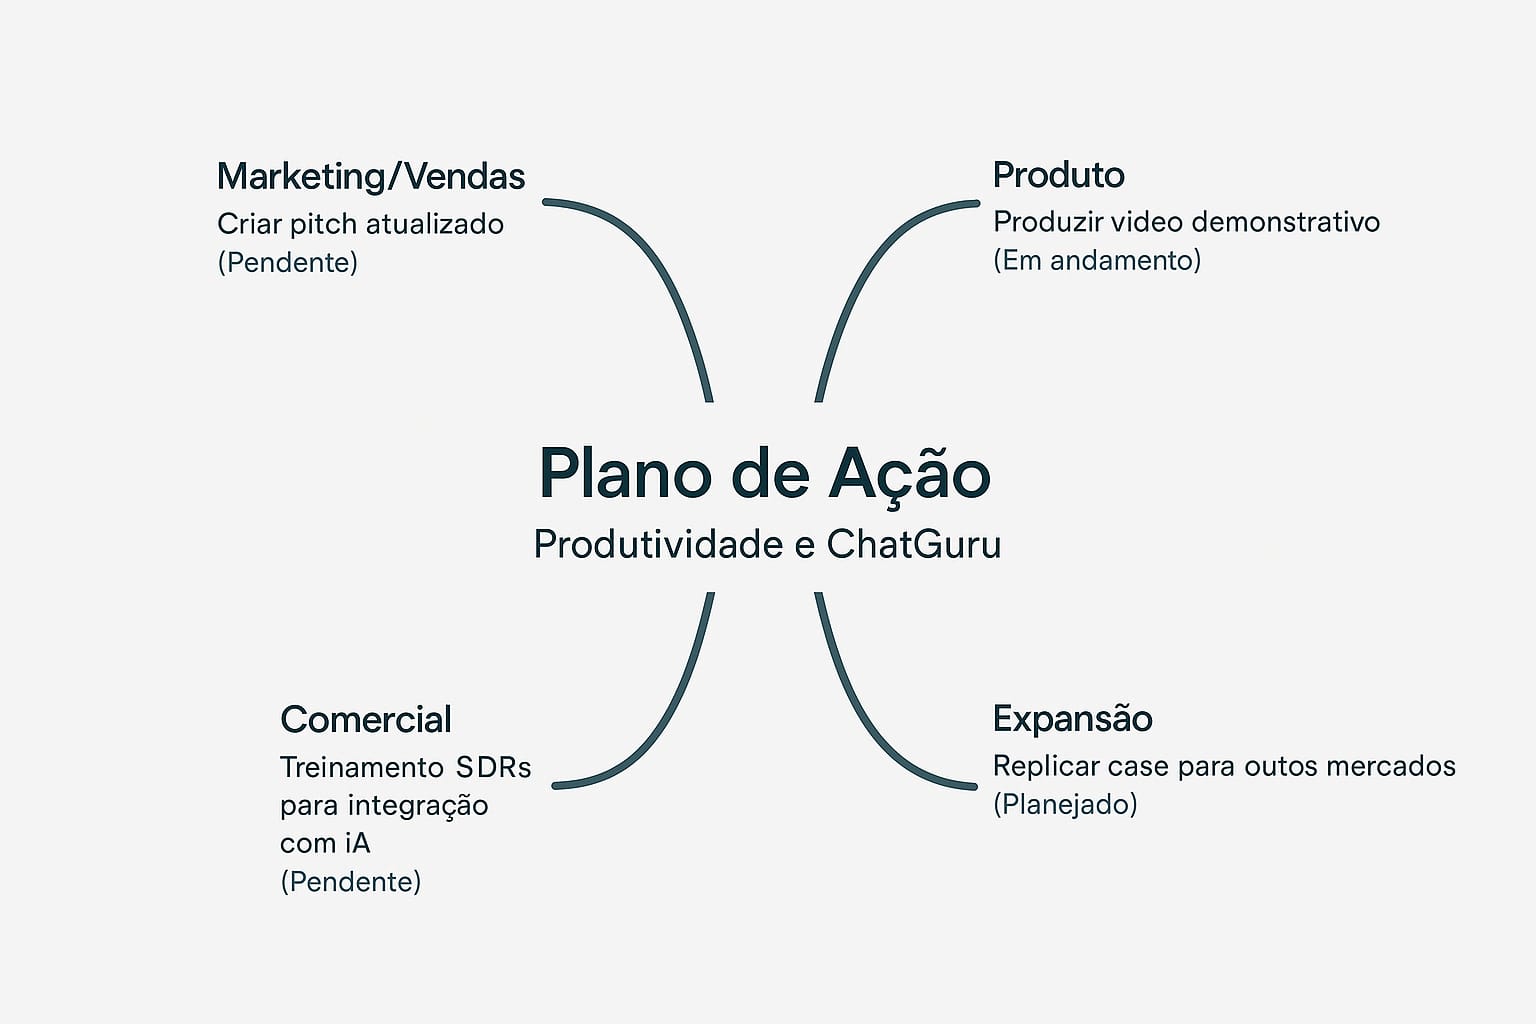 Marketing/Vendas
Criar pitch atualizado
(Pendente)
Produto
Produzir video demonstrativo
(Em andamento)
Plano de Ação
Produtividade e ChatGuru
Comercial
Treinamento SDRs
para integração
com iA
(Pendente)
Expansão
Replicar case para outos mercados
(Planejado)